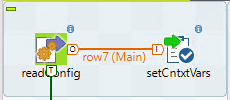 O
row7 (Main)
I
readConfig
setCntxtVars
T